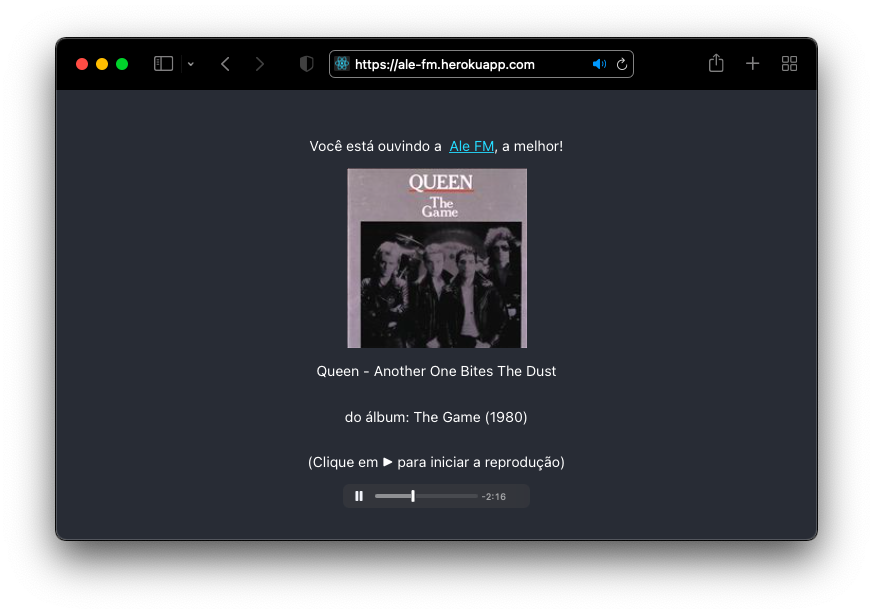 https://ale-fm.herokuapp.com
Você está ouvindo a Ale FM, a melhor!
QUEEN
The
Game
Queen - Another One Bites The Dust
do álbum: The Game (1980)
(Clique em ▶ para iniciar a reprodução)
-2:16